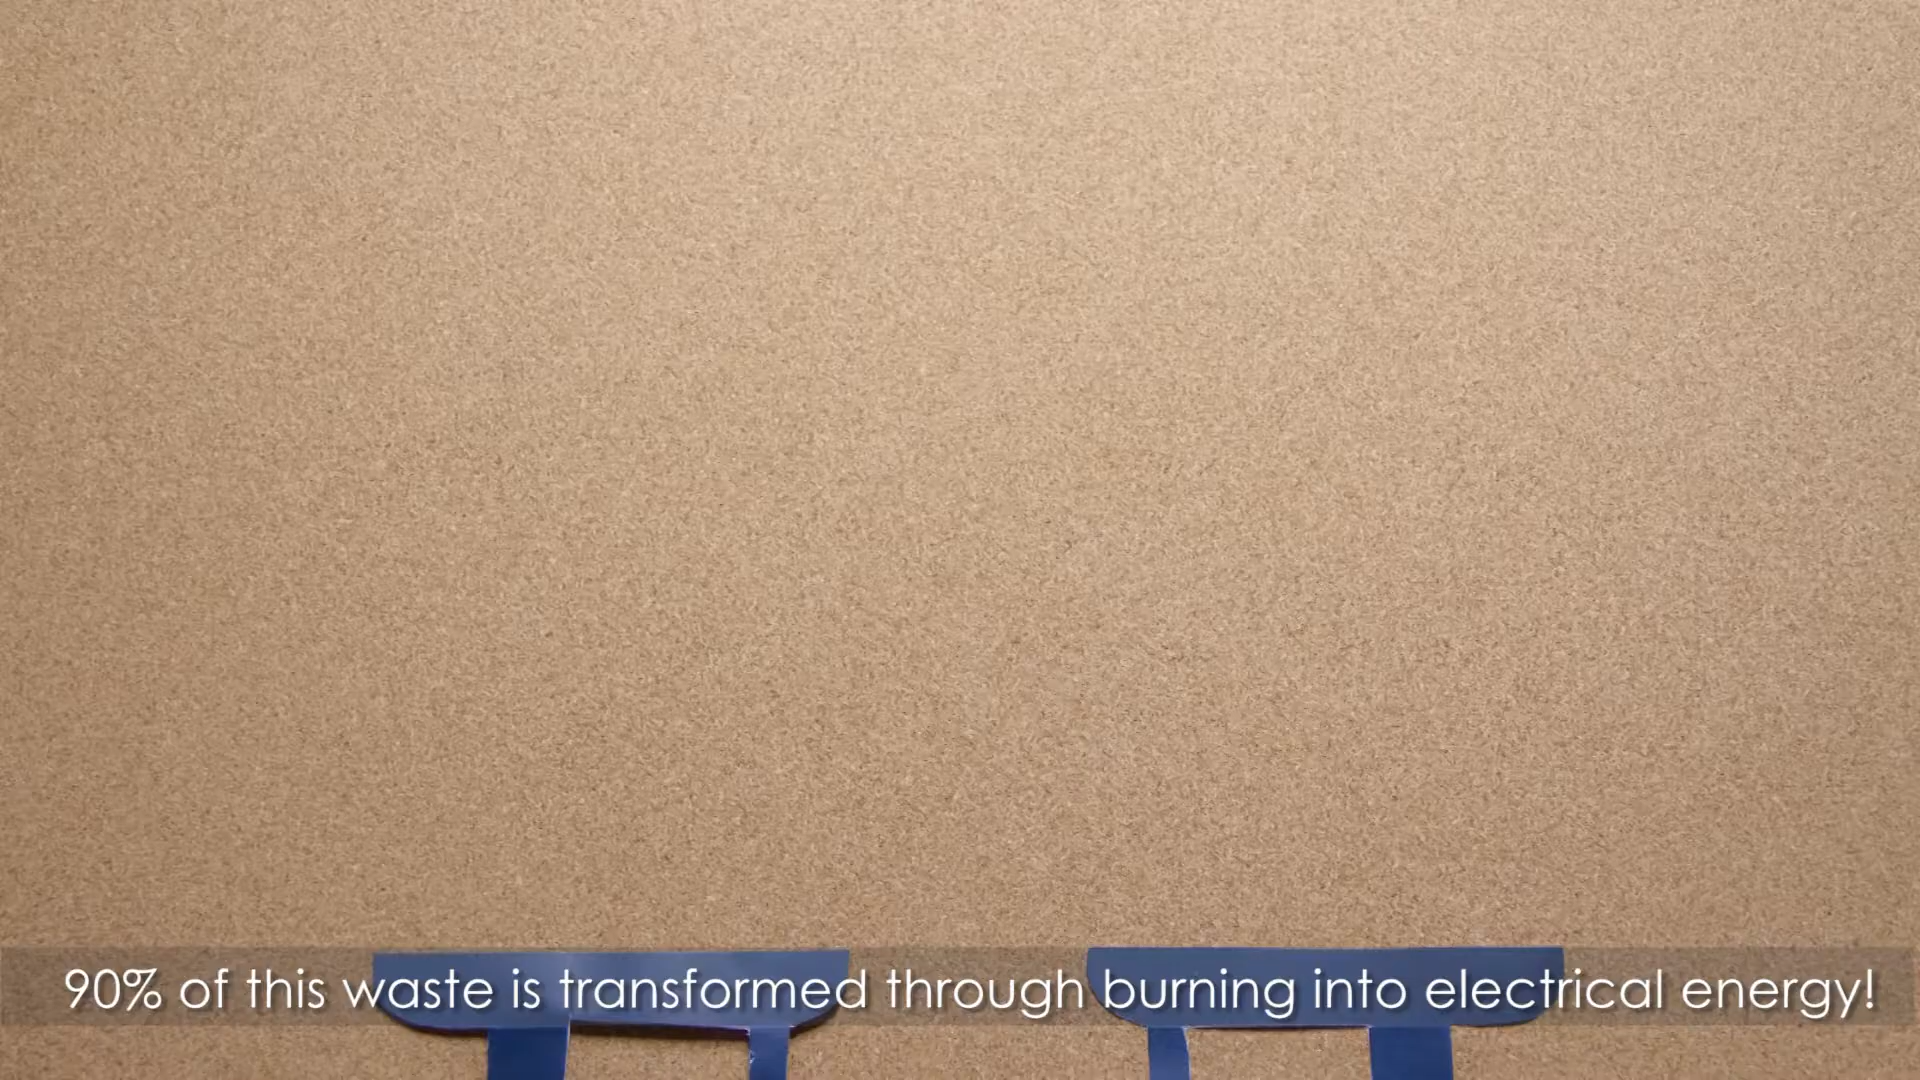 90% of this waste is transformed through burning into electrical energy!